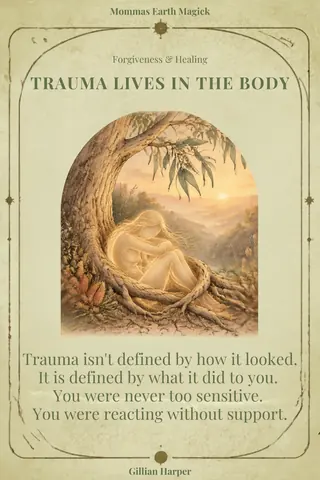 Mommas Earth Magick
Forgiveness & Healing
TRAUMA LIVES IN THE BODY
Trauma isn't defined by how it looked.
It is defined by what it did to you.
You were never too sensitive.
You were reacting without support.
Gillian Harper